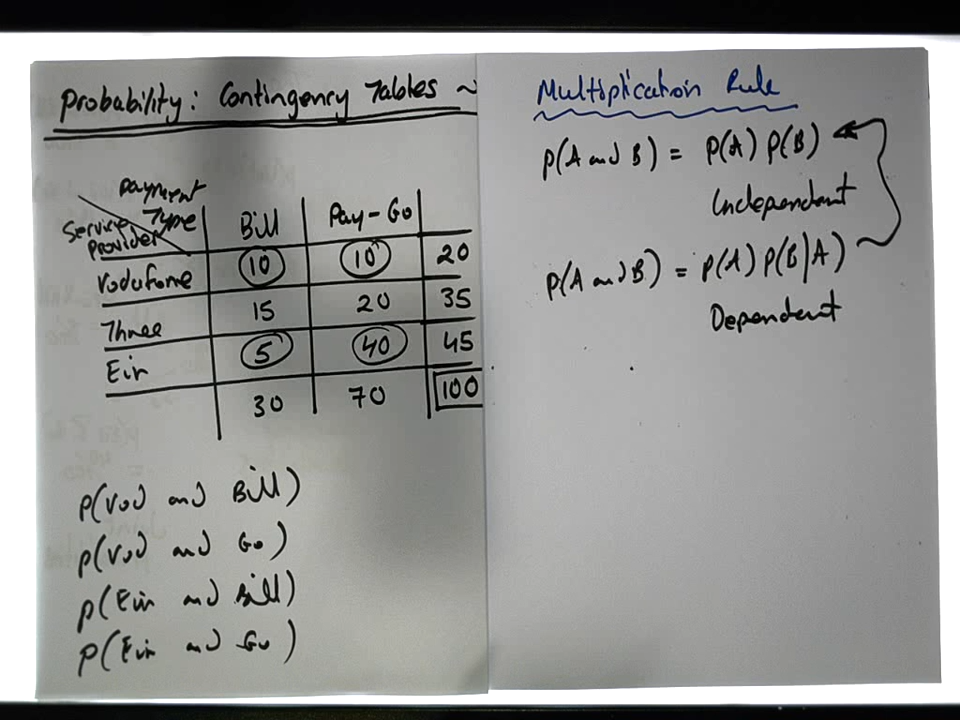 Probability: Contingency Tables ~
Payment
Type
Service
Provider
Bill
Pay-Go
Vodafone 10 10 20
Three 15 20 35
Eir 5 40 45
30 70 100
P(Vod and Bill)
P(Vod and Go)
P(Eir and Bill)
P(Eir and Go)
Multiplication Rule
P(A and B) = P(A) P(B)
Independent
P(A and B) = P(A) P(B|A)
Dependent